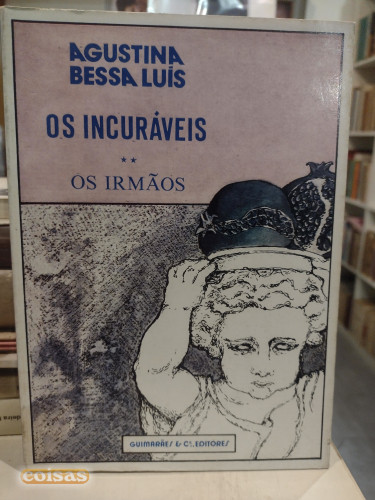 AGUSTINA
BESSA LUÍS
OS INCURÁVEIS
**
OS IRMÃOS
GUIMARÃES & Cª. EDITORES
coisas